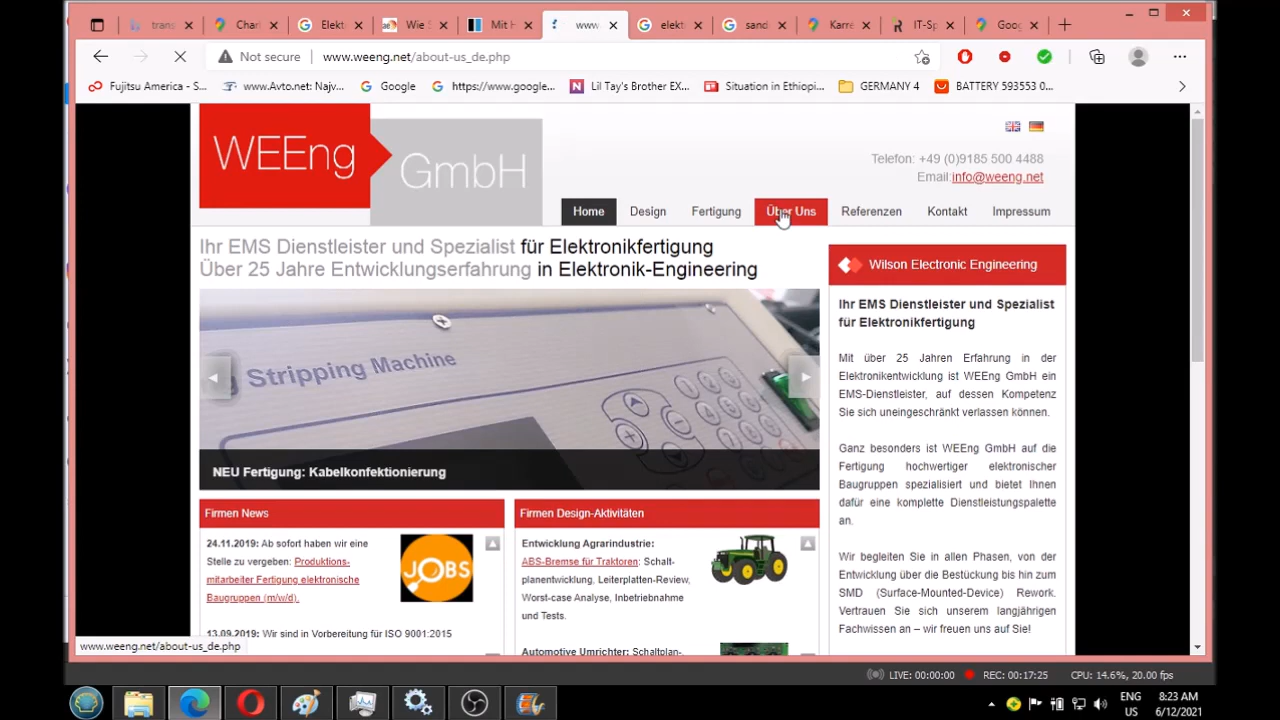 trans
Charl
Elekt
Wie S
Mit H
www
elekt
sand
Karre
IT-Sp
Goog
Not secure
www.weeng.net/about-us_de.php
Fujitsu America - S...
www.Avto.net: Najv...
Google
https://www.google...
Lil Tay's Brother EX...
Situation in Ethiopi...
GERMANY 4
BATTERY 593553 0...
WEEng
GmbH
Telefon: +49 (0)9185 500 4488
Email:info@weeng.net
Home
Design
Fertigung
Über Uns
Referenzen
Kontakt
Impressum
Ihr EMS Dienstleister und Spezialist für Elektronikfertigung
Über 25 Jahre Entwicklungserfahrung in Elektronik-Engineering
g Stripping Machine
NEU Fertigung: Kabelkonfektionierung
Firmen News
24.11.2019: Ab sofort haben wir eine
Stelle zu vergeben: Produktions-
mitarbeiter Fertigung elektronische
Baugruppen (m/w/d).
JOBS
13.09.2019: Wir sind in Vorbereitung für ISO 9001:2015
Firmen Design-Aktivitäten
Entwicklung Agrarindustrie:
ABS-Bremse für Traktoren: Schalt-
planentwicklung, Leiterplatten-Review,
Worst-case Analyse, Inbetriebnahme
und Tests.
Automotive Umrichter: Schaltplan-
Wilson Electronic Engineering
Ihr EMS Dienstleister und Spezialist
für Elektronikfertigung
Mit über 25 Jahren Erfahrung in der
Elektronikentwicklung ist WEEng GmbH ein
EMS-Dienstleister, auf dessen Kompetenz
Sie sich uneingeschränkt verlassen können.
Ganz besonders ist WEEng GmbH auf die
Fertigung hochwertiger elektronischer
Baugruppen spezialisiert und bietet Ihnen
dafür eine komplette Dienstleistungspalette
an.
Wir begleiten Sie in allen Phasen, von der
Entwicklung über die Bestückung bis hin zum
SMD (Surface-Mounted-Device) Rework.
Vertrauen Sie sich unserem langjährigen
Fachwissen an – wir freuen uns auf Sie!
www.weeng.net/about-us_de.php
LIVE: 00:00:00
REC: 00:17:25
CPU: 14.6%, 20.00 fps
ENG
US
8:23 AM
6/12/2021